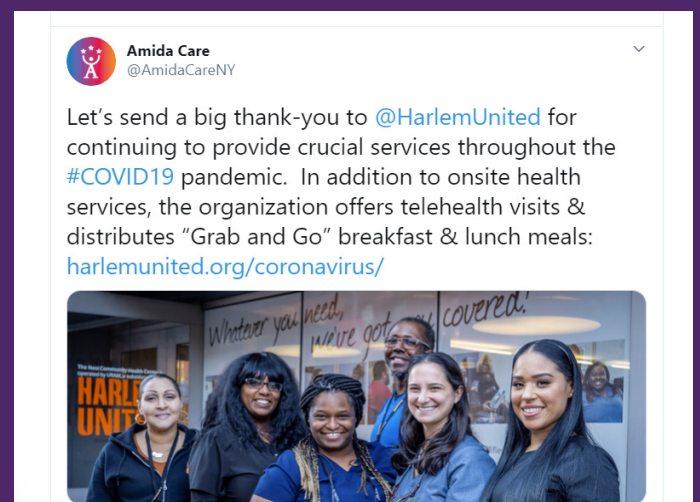 Amida Care
@AmidaCareNY
Let’s send a big thank-you to @HarlemUnited for
continuing to provide crucial services throughout the
#COVID19 pandemic.  In addition to onsite health
services, the organization offers telehealth visits &
distributes “Grab and Go” breakfast & lunch meals:
harlemunited.org/coronavirus/
Whatever you need,
we've got covered!
HARL
UNIT